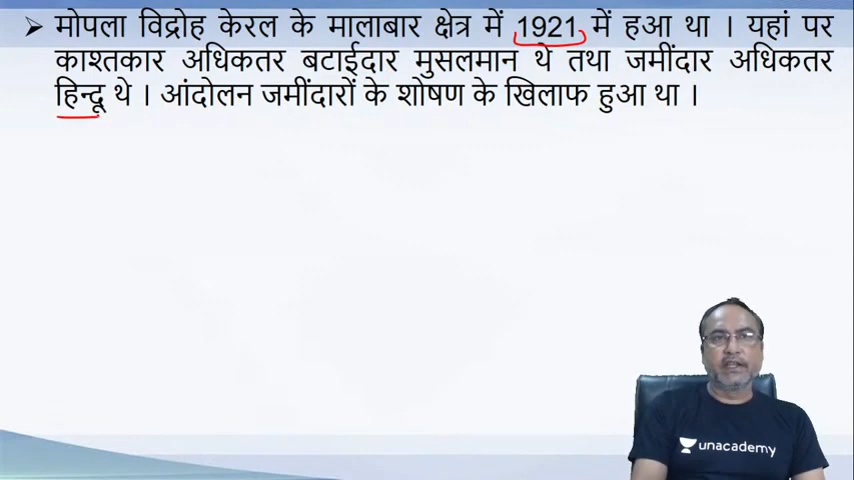 ➢ मोपला विद्रोह केरल के मालाबार क्षेत्र में 1921 में हआ था । यहां पर
काश्तकार अधिकतर बटाईदार मुसलमान थे तथा जमींदार अधिकतर
हिन्दू थे । आंदोलन जमींदारों के शोषण के खिलाफ हुआ था ।
unacademy